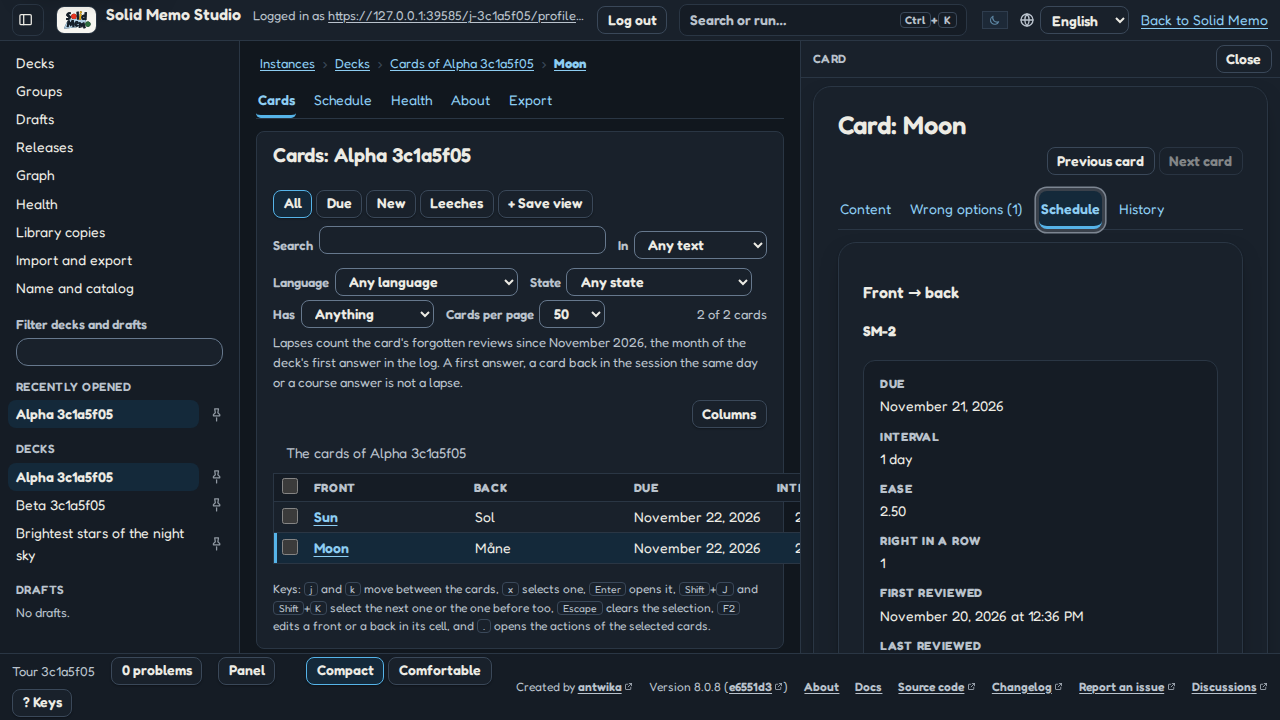 Solid Memo Studio
Logged in as https://127.0.0.1:39585/j-3c1a5f05/profile...
Log out
Search or run...
Ctrl+K
English
Back to Solid Memo
Decks
Groups
Drafts
Releases
Graph
Health
Library copies
Import and export
Name and catalog
Filter decks and drafts
RECENTLY OPENED
Alpha 3c1a5f05
DECKS
Alpha 3c1a5f05
Beta 3c1a5f05
Brightest stars of the night
sky
DRAFTS
No drafts.
Instances › Decks › Cards of Alpha 3c1a5f05 › Moon
Cards Schedule Health About Export
Cards: Alpha 3c1a5f05
All Due New Leeches + Save view
Search In Any text
Language Any language State Any state
Has Anything Cards per page 50 2 of 2 cards
Lapses count the card's forgotten reviews since November 2026, the month of
the deck's first answer in the log. A first answer, a card back in the session the same day
or a course answer is not a lapse.
Columns
The cards of Alpha 3c1a5f05
FRONT BACK DUE INT
Sun Sol November 22, 2026 2
Moon Måne November 22, 2026 2
Keys: j and k move between the cards, x selects one, Enter opens it, Shift+J and
Shift+K select the next one or the one before too, Escape clears the selection, F2
edits a front or a back in its cell, and . opens the actions of the selected cards.
CARD
Close
Card: Moon
Previous card Next card
Content Wrong options (1) Schedule History
Front → back
SM-2
DUE
November 21, 2026
INTERVAL
1 day
EASE
2.50
RIGHT IN A ROW
1
FIRST REVIEWED
November 20, 2026 at 12:36 PM
LAST REVIEWED
Tour 3c1a5f05 0 problems Panel Compact Comfortable
? Keys
Created by antwika Version 8.0.8 (e6551d3) About Docs Source code Changelog Report an issue Discussions